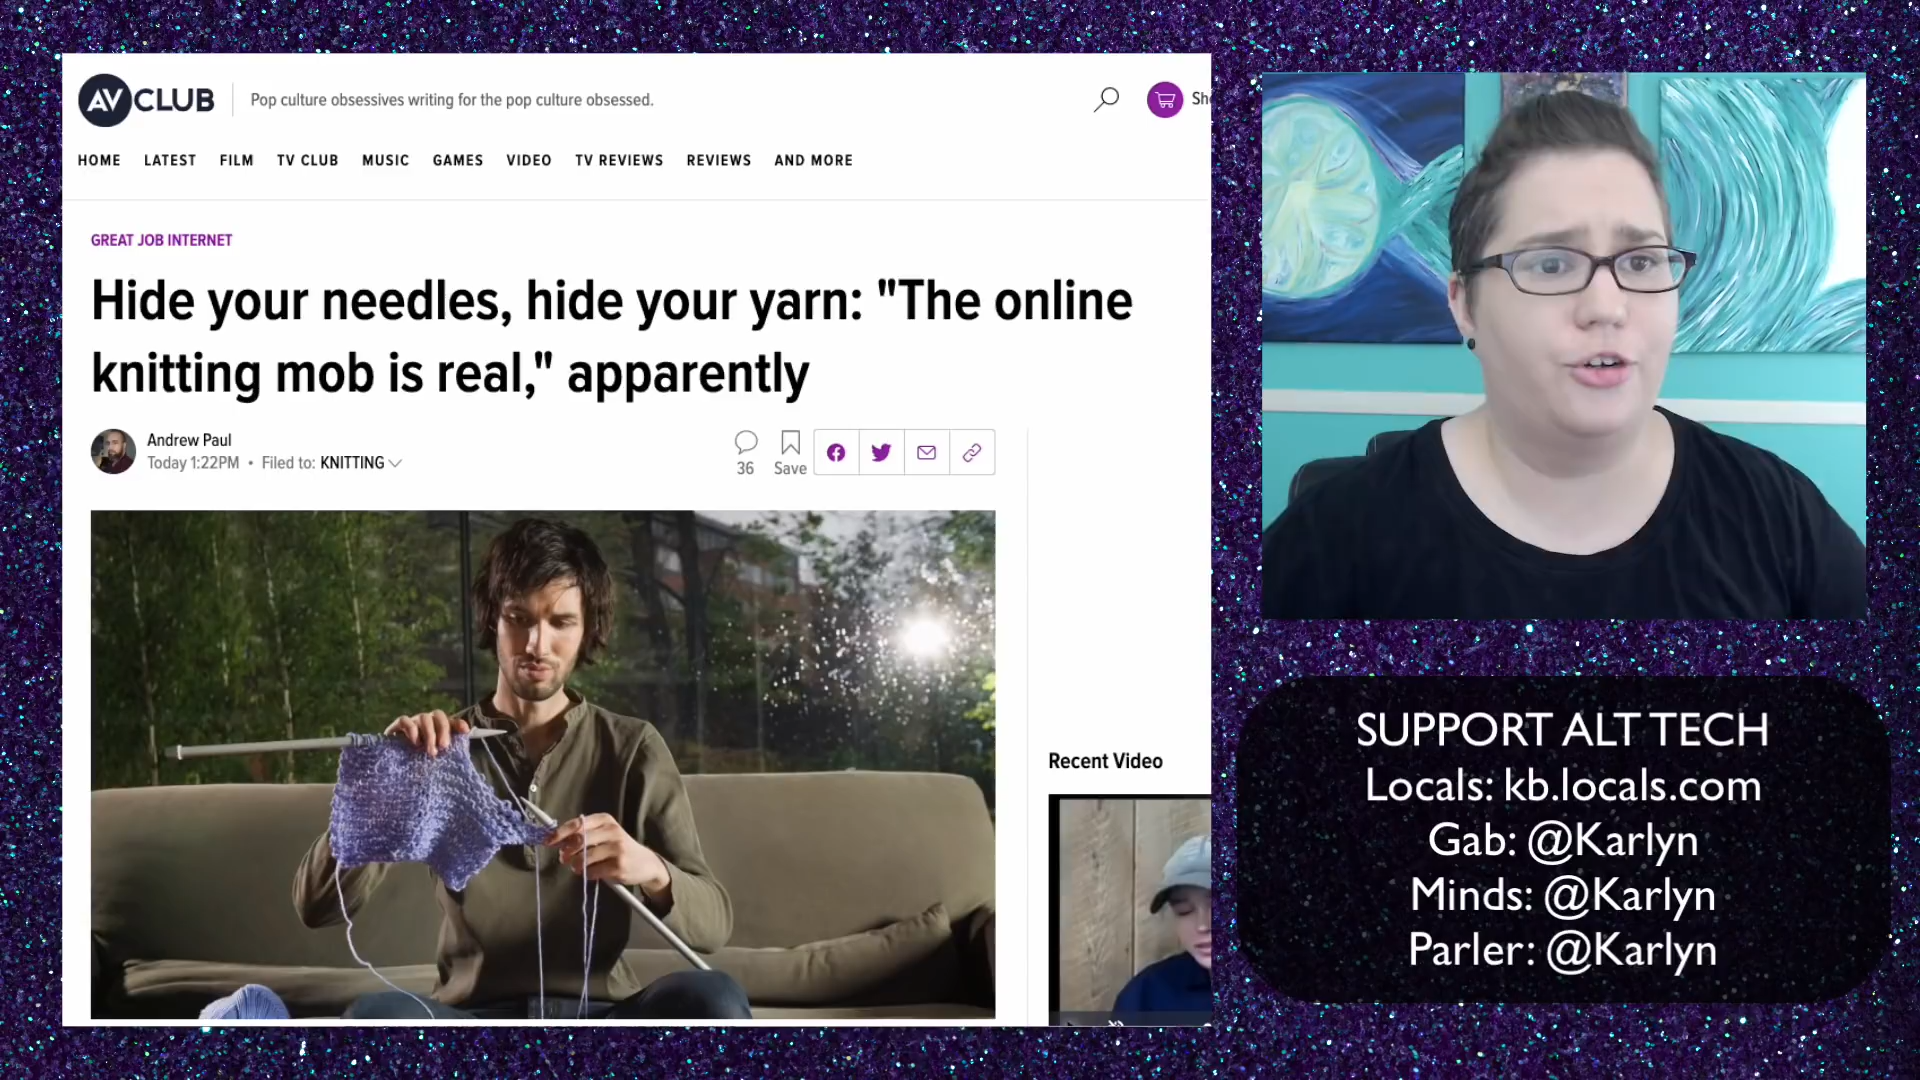 AV CLUB
Pop culture obsessives writing for the pop culture obsessed.
HOME LATEST FILM TV CLUB MUSIC GAMES VIDEO TV REVIEWS REVIEWS AND MORE
GREAT JOB INTERNET
Hide your needles, hide your yarn: "The online
knitting mob is real," apparently
Andrew Paul
Today 1:22PM • Filed to: KNITTING
36
Save
Recent Video
SUPPORT ALT TECH
Locals: kb.locals.com
Gab: @Karlyn
Minds: @Karlyn
Parler: @Karlyn